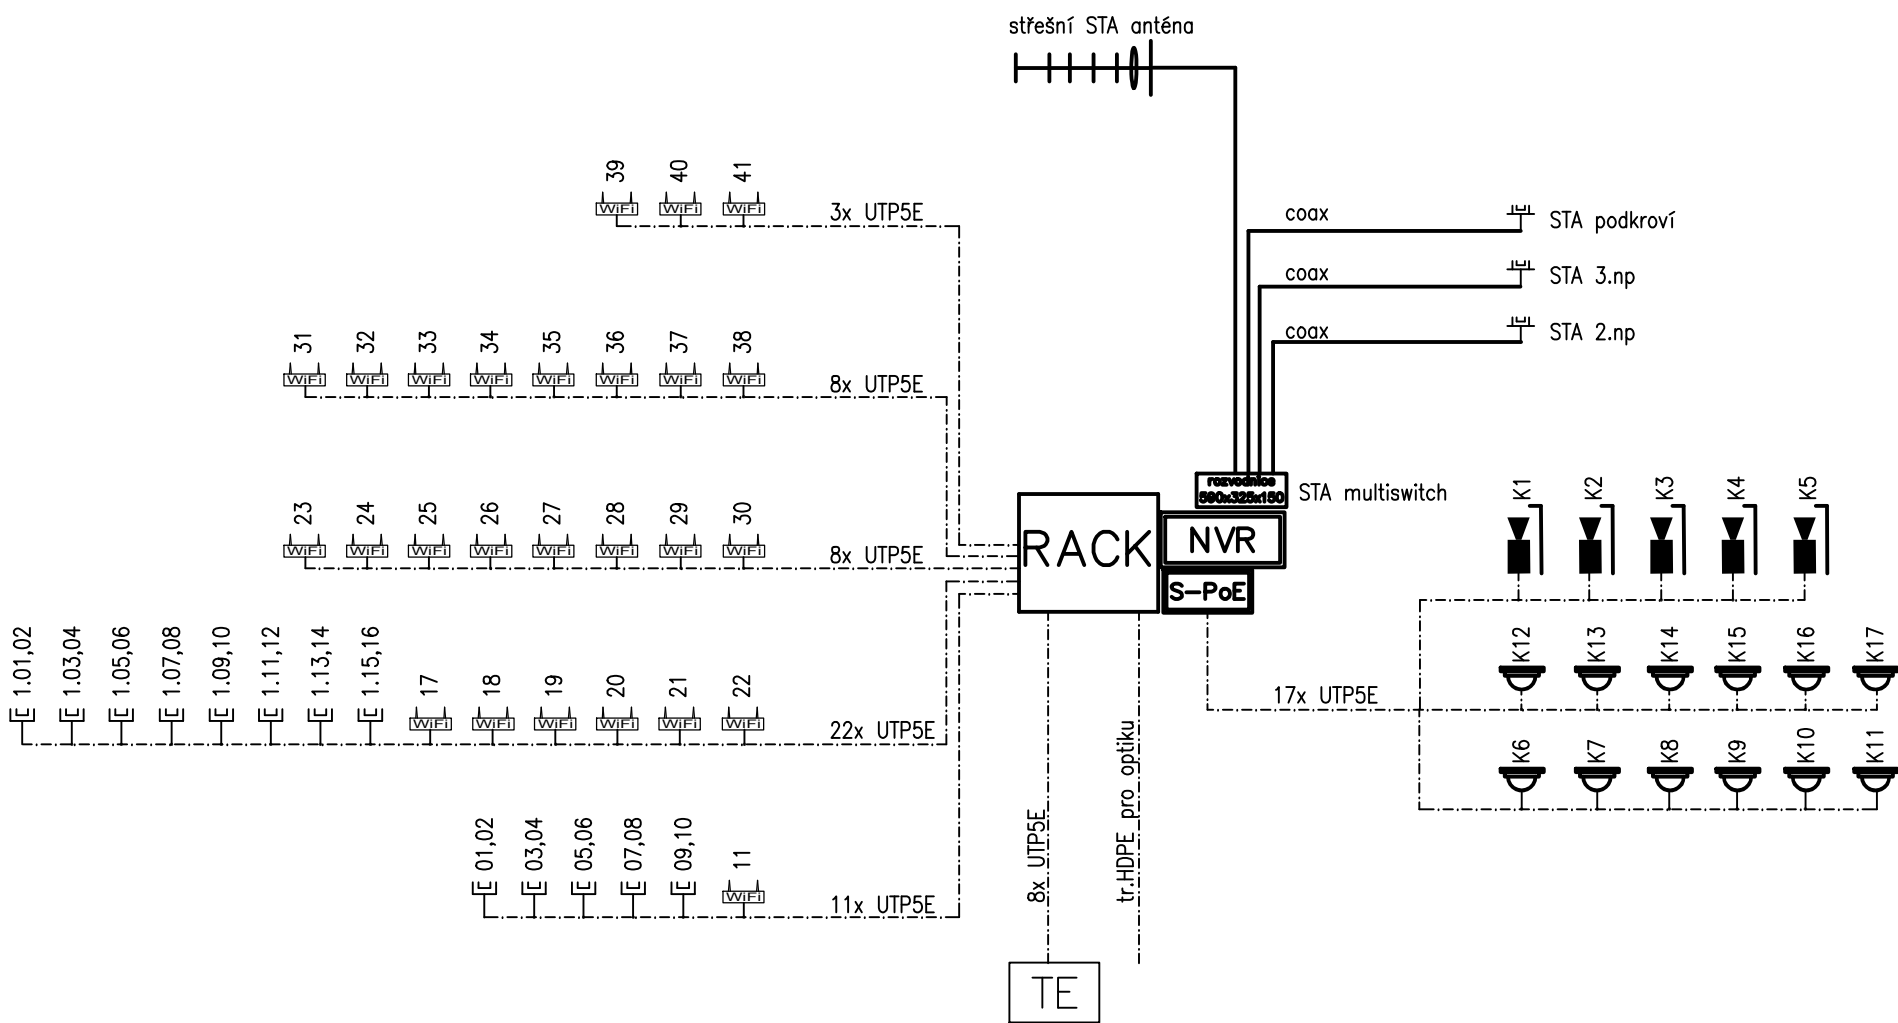 střešní STA anténa
39
40
41
WiFi
WiFi
WiFi
3x UTP5E
coax
STA podkroví
coax
STA 3.np
coax
STA 2.np
31
32
33
34
35
36
37
38
WiFi
WiFi
WiFi
WiFi
WiFi
WiFi
WiFi
WiFi
8x UTP5E
23
24
25
26
27
28
29
30
WiFi
WiFi
WiFi
WiFi
WiFi
WiFi
WiFi
WiFi
8x UTP5E
rozvodnice
590x325x150
STA multiswitch
RACK
NVR
S-PoE
K1
K2
K3
K4
K5
K12
K13
K14
K15
K16
K17
17x UTP5E
K6
K7
K8
K9
K10
K11
1.01,02
1.03,04
1.05,06
1.07,08
1.09,10
1.11,12
1.13,14
1.15,16
17
18
19
20
21
22
WiFi
WiFi
WiFi
WiFi
WiFi
WiFi
22x UTP5E
01,02
03,04
05,06
07,08
09,10
11
WiFi
11x UTP5E
8x UTP5E
tr.HDPE pro optiku
TE